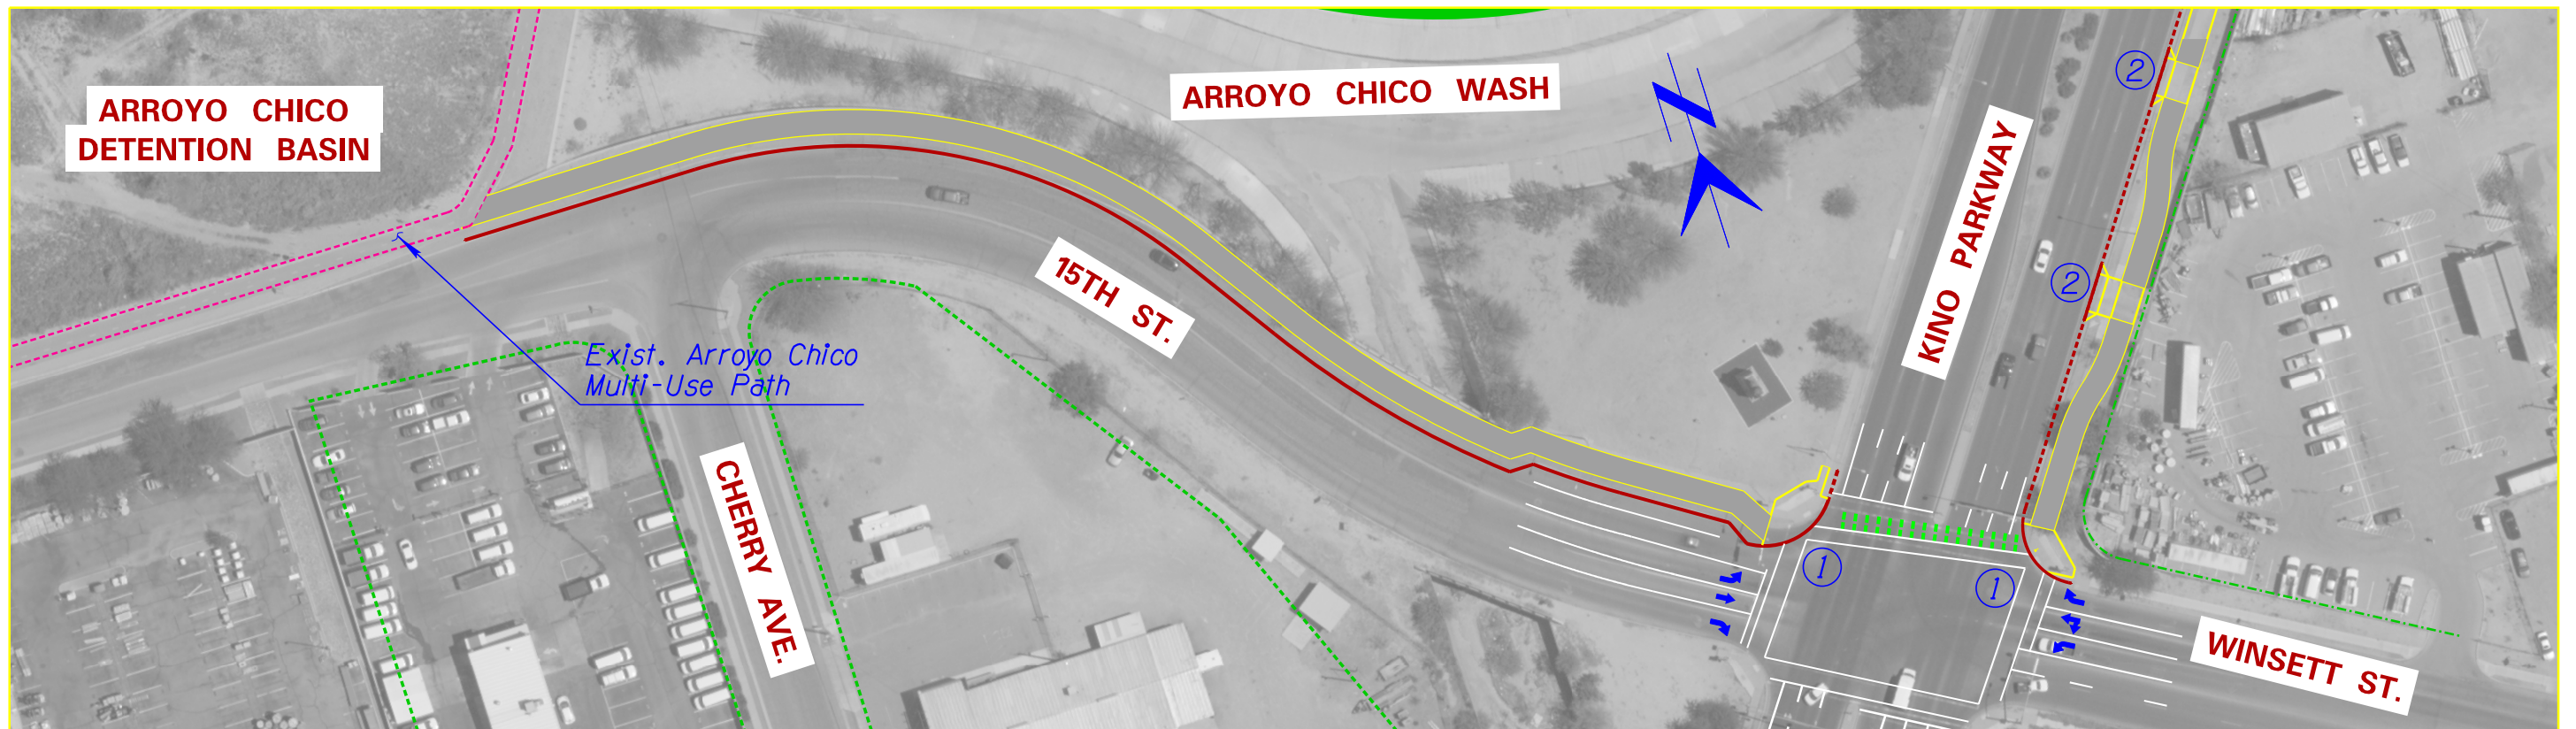 ARROYO CHICO
DETENTION BASIN
ARROYO CHICO WASH
15TH ST.
KINO PARKWAY
Exist. Arroyo Chico
Multi-Use Path
CHERRY AVE.
WINSETT ST.
2
2
1
1